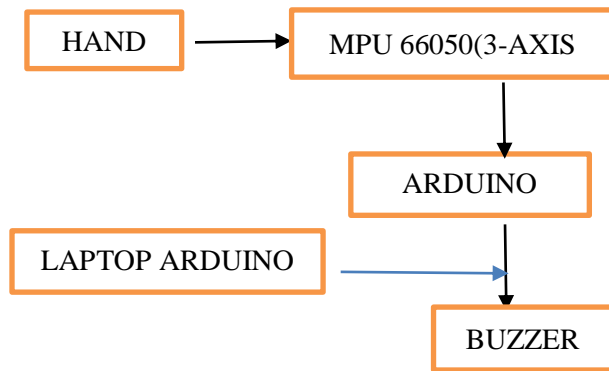 HAND
MPU 66050(3-AXIS
ARDUINO
LAPTOP ARDUINO
BUZZER